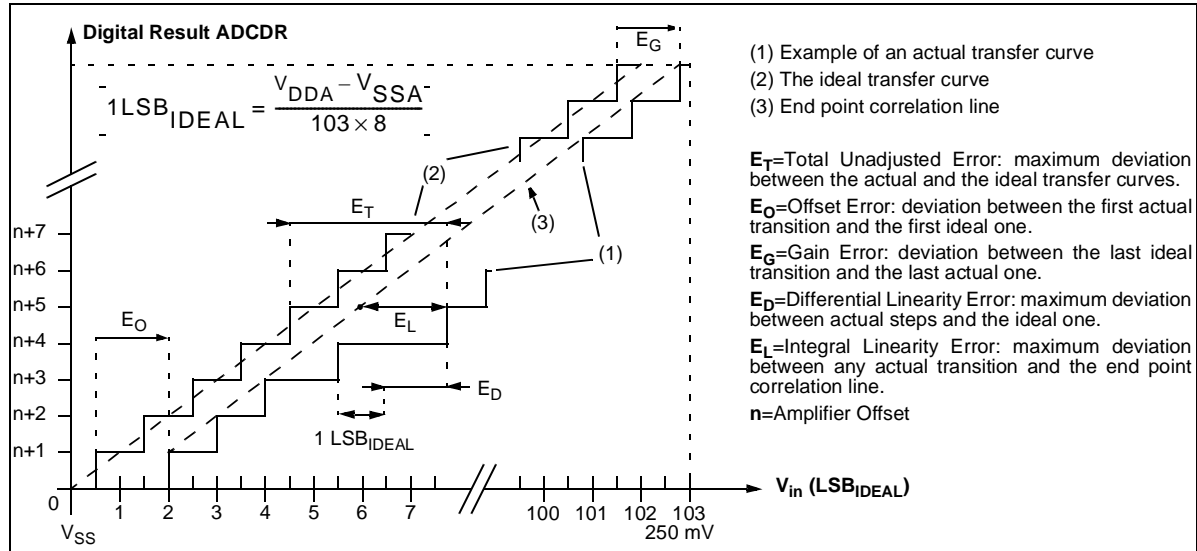 Digital Result ADCDR
E_G
1LSB_IDEAL = (V_DDA − V_SSA) / (103 × 8)
(1) Example of an actual transfer curve
(2) The ideal transfer curve
(3) End point correlation line
E_T=Total Unadjusted Error: maximum deviation
between the actual and the ideal transfer curves.
E_O=Offset Error: deviation between the first actual
transition and the first ideal one.
E_G=Gain Error: deviation between the last ideal
transition and the last actual one.
E_D=Differential Linearity Error: maximum deviation
between actual steps and the ideal one.
E_L=Integral Linearity Error: maximum deviation
between any actual transition and the end point
correlation line.
n=Amplifier Offset
(2)
E_T
(3)
(1)
n+7
n+6
n+5
n+4
n+3
n+2
n+1
E_O
E_L
E_D
1 LSB_IDEAL
0
1 2 3 4 5 6 7 100 101 102 103
V_in (LSB_IDEAL)
V_SS
250 mV